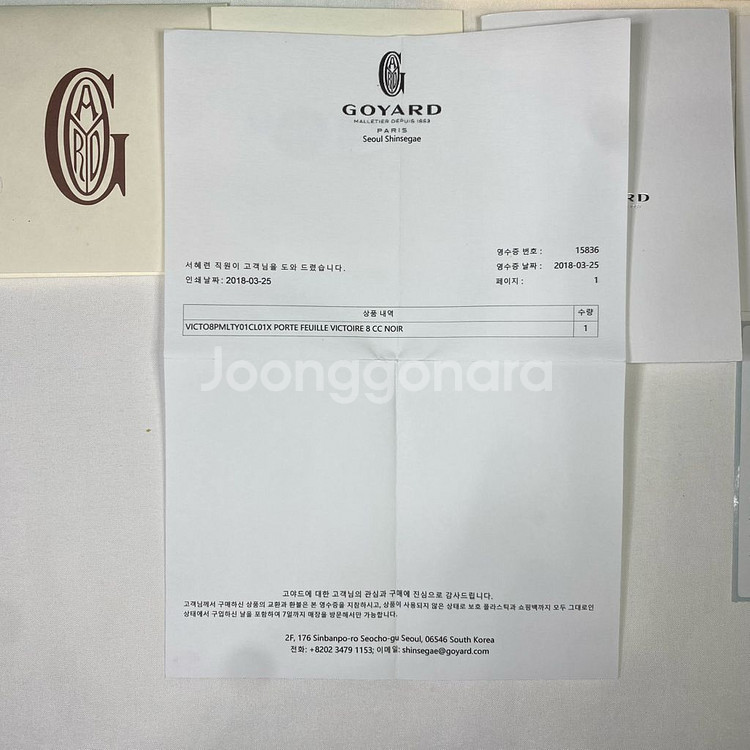 GOYARD
MALLETIER DEPUIS 1853
PARIS
Seoul Shinsegae
서혜련 직원이 고객님을 도와 드렸습니다.
인쇄날짜: 2018-03-25
영수증 번호: 15836
영수증 날짜: 2018-03-25
페이지: 1
상품 내역 수량
VICTO8PMLTY01CL01X PORTE FEUILLE VICTOIRE 8 CC NOIR 1
Joonggonara
고야드에 대한 고객님의 관심과 구매에 진심으로 감사드립니다.
고객님께서 구매하신 상품의 교환과 환불은 본 영수증을 지참하시고, 상품이 사용되지 않은 상태로 보호 플라스틱과 쇼핑백까지 모두 그대로인
상태에서 구입하신 날을 포함하여 7일까지 매장을 방문해서만 가능합니다.
2F, 176 Sinbanpo-ro Seocho-gu Seoul, 06546 South Korea
전화: +8202 3479 1153; 이메일: shinsegae@goyard.com
RD